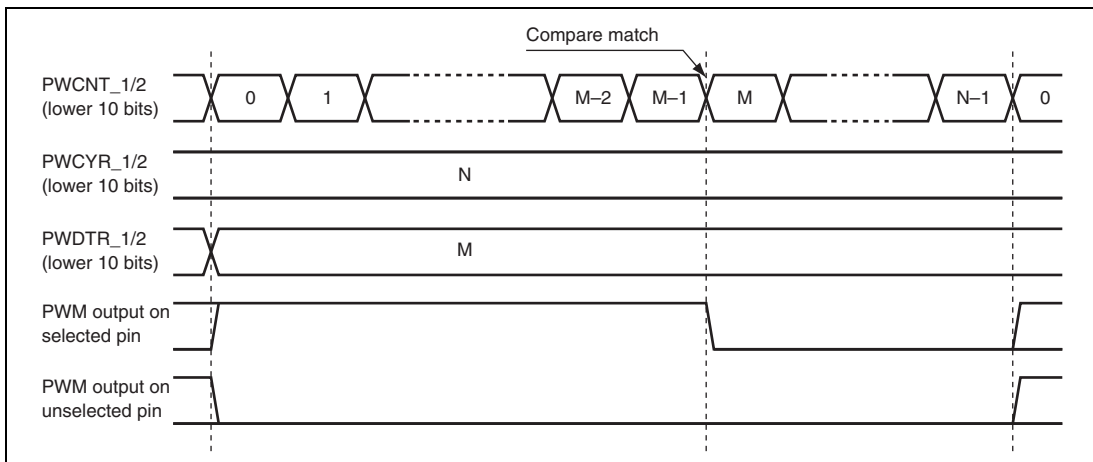 Compare match
PWCNT_1/2
(lower 10 bits)
0 1 M–2 M–1 M N–1 0
PWCYR_1/2
(lower 10 bits)
N
PWDTR_1/2
(lower 10 bits)
M
PWM output on
selected pin
PWM output on
unselected pin